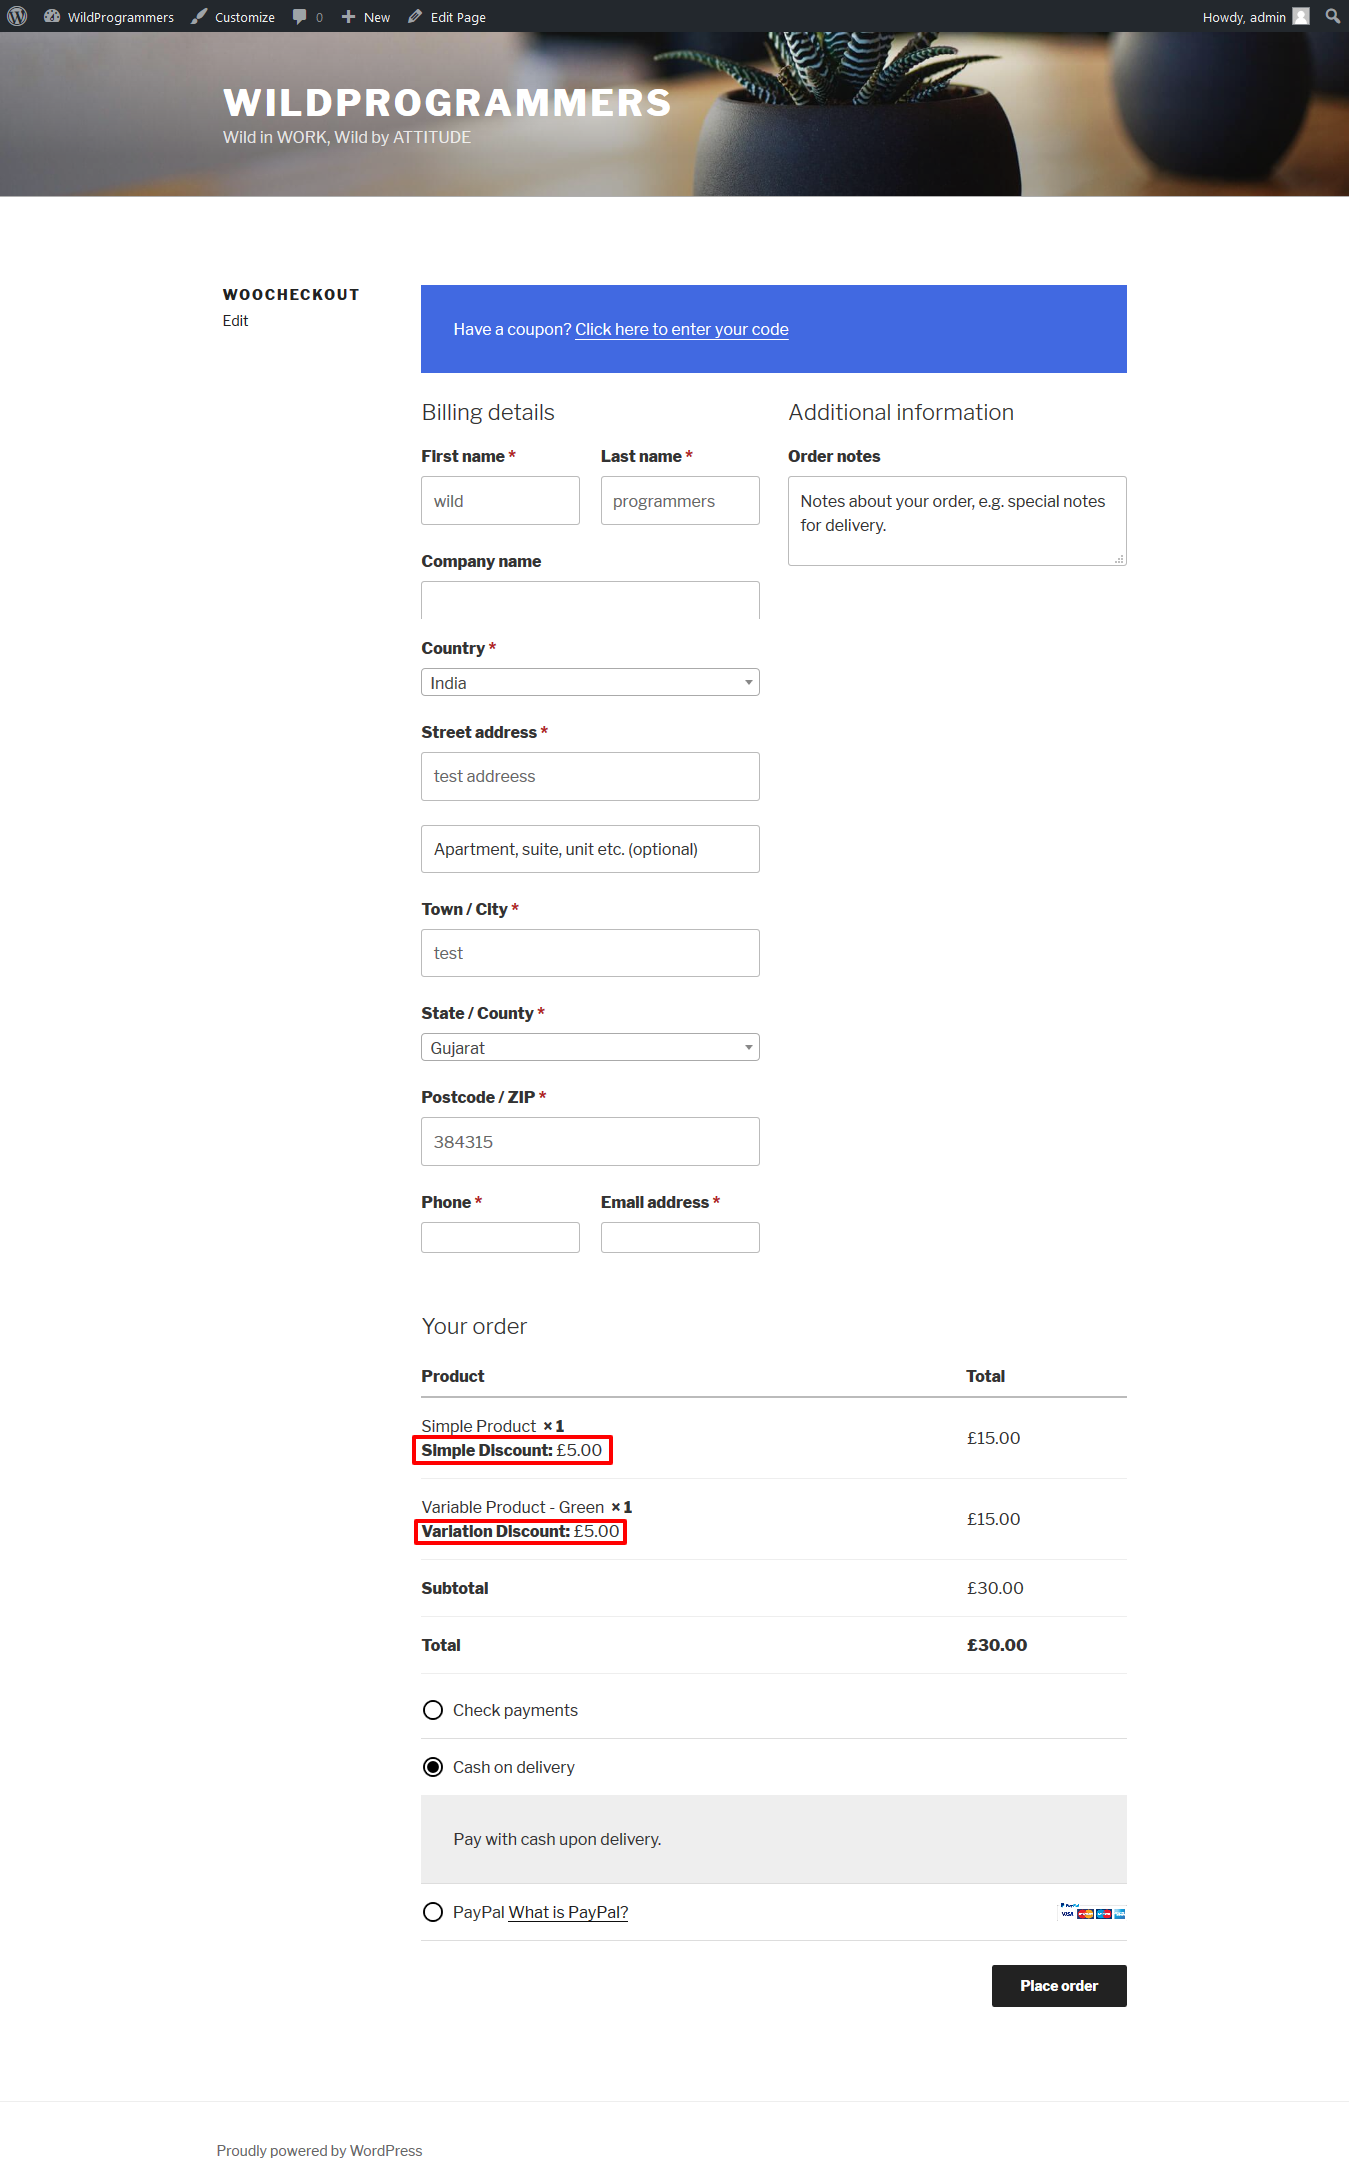 WildProgrammers Customize 0 New Edit Page Howdy, admin
WILDPROGRAMMERS
Wild in WORK, Wild by ATTITUDE
WOOCHECKOUT
Edit
Have a coupon? Click here to enter your code
Billing details
First name *
Last name *
wild
programmers
Company name
Country *
India
Street address *
test addreess
Apartment, suite, unit etc. (optional)
Town / City *
test
State / County *
Gujarat
Postcode / ZIP *
384315
Phone *
Email address *
Additional information
Order notes
Notes about your order, e.g. special notes
for delivery.
Your order
Product Total
Simple Product × 1
Simple Discount: £5.00
£15.00
Variable Product - Green × 1
Variation Discount: £5.00
£15.00
Subtotal £30.00
Total £30.00
Check payments
Cash on delivery
Pay with cash upon delivery.
PayPal What is PayPal?
PayPal
VISA
Place order
Proudly powered by WordPress